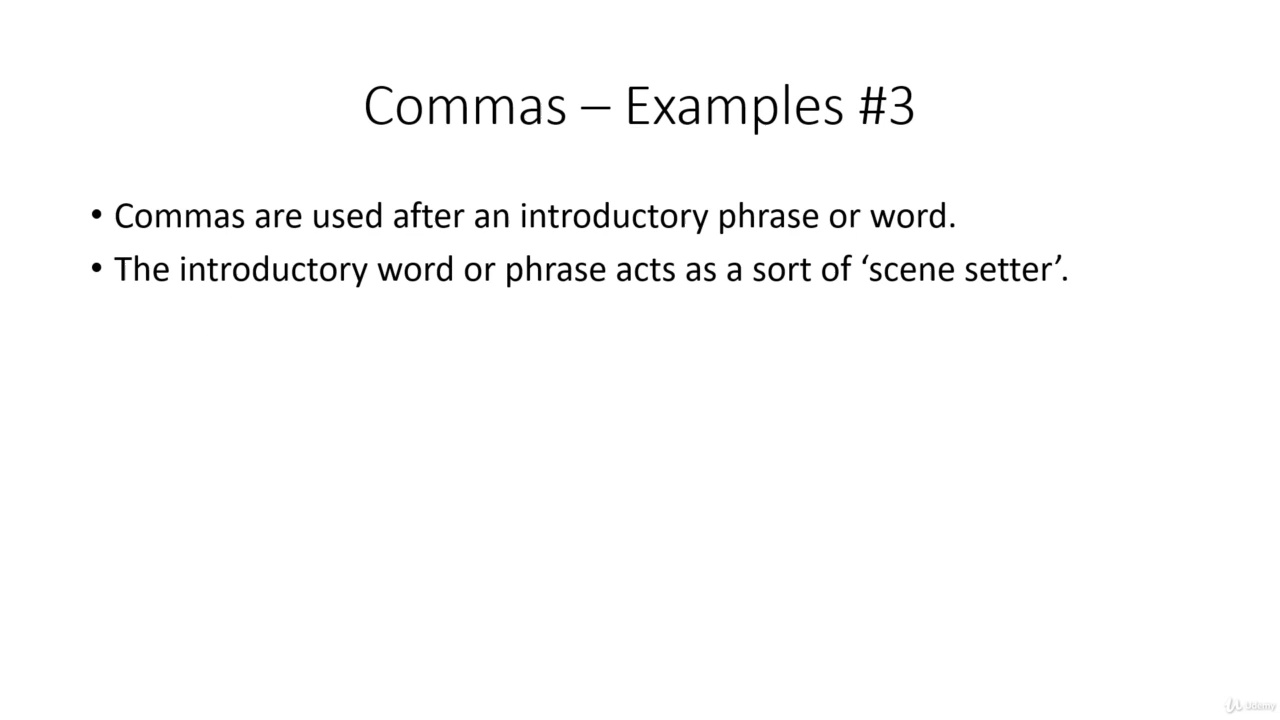 Commas – Examples #3
• Commas are used after an introductory phrase or word.
• The introductory word or phrase acts as a sort of ‘scene setter’.
Udemy